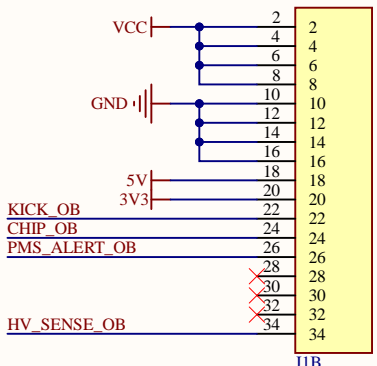 VCC 2 2
4 4
6 6
8 8
GND 10 10
12 12
14 14
16 16
5V 18 18
3V3 20 20
KICK_OB 22 22
CHIP_OB 24 24
PMS_ALERT_OB 26 26
28 28
30 30
32 32
HV_SENSE_OB 34 34
J1B